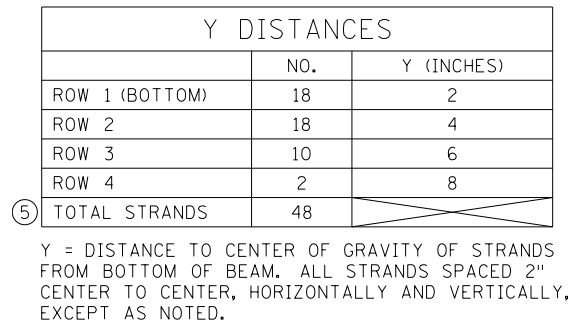 Y DISTANCES
NO. Y (INCHES)
ROW 1 (BOTTOM) 18 2
ROW 2 18 4
ROW 3 10 6
ROW 4 2 8
5 TOTAL STRANDS 48
Y = DISTANCE TO CENTER OF GRAVITY OF STRANDS
FROM BOTTOM OF BEAM. ALL STRANDS SPACED 2"
CENTER TO CENTER, HORIZONTALLY AND VERTICALLY,
EXCEPT AS NOTED.